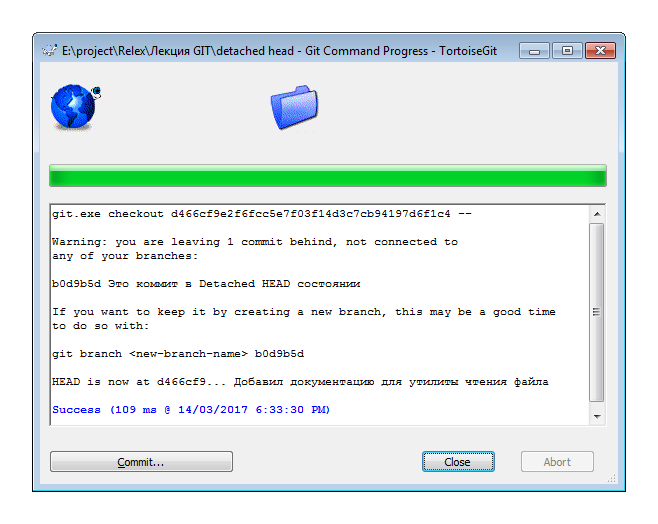 E:\project\Relex\Лекция GIT\detached head - Git Command Progress - TortoiseGit
git.exe checkout d466cf9e2f6fcc5e7f03f14d3c7cb94197d6f1c4 --
Warning: you are leaving 1 commit behind, not connected to
any of your branches:
b0d9b5d Это коммит в Detached HEAD состоянии
If you want to keep it by creating a new branch, this may be a good time
to do so with:
git branch <new-branch-name> b0d9b5d
HEAD is now at d466cf9... Добавил документацию для утилиты чтения файла
Success (109 ms @ 14/03/2017 6:33:30 PM)
Commit...
Close
Abort